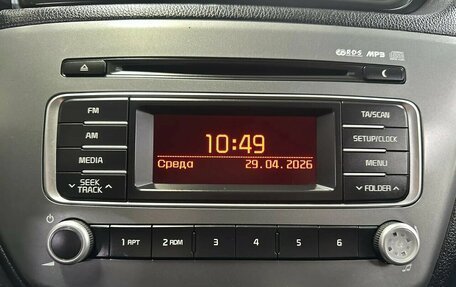 RDS MP3
FM
AM
MEDIA
SEEK
TRACK
10:49
Среда 29.04.2026
TA/SCAN
SETUP/CLOCK
MENU
FOLDER
1 RPT
2 RDM
3
4
5
6